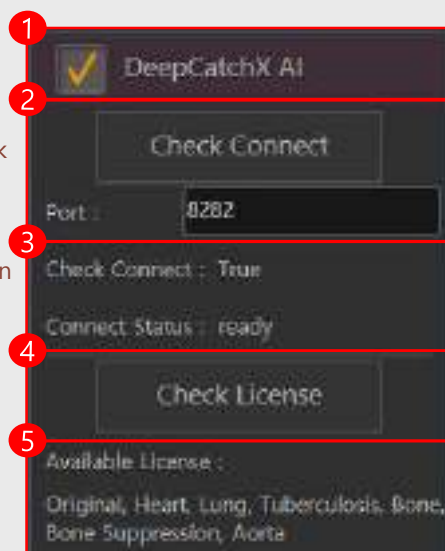 1
DeepCatchX AI
2
Check Connect
k
Port : 8282
3
n
Check Connect : True
Connect Status : ready
4
Check License
5
Available License :
Original, Heart, Lung, Tuberculosis, Bone,
Bone Suppression, Aorta